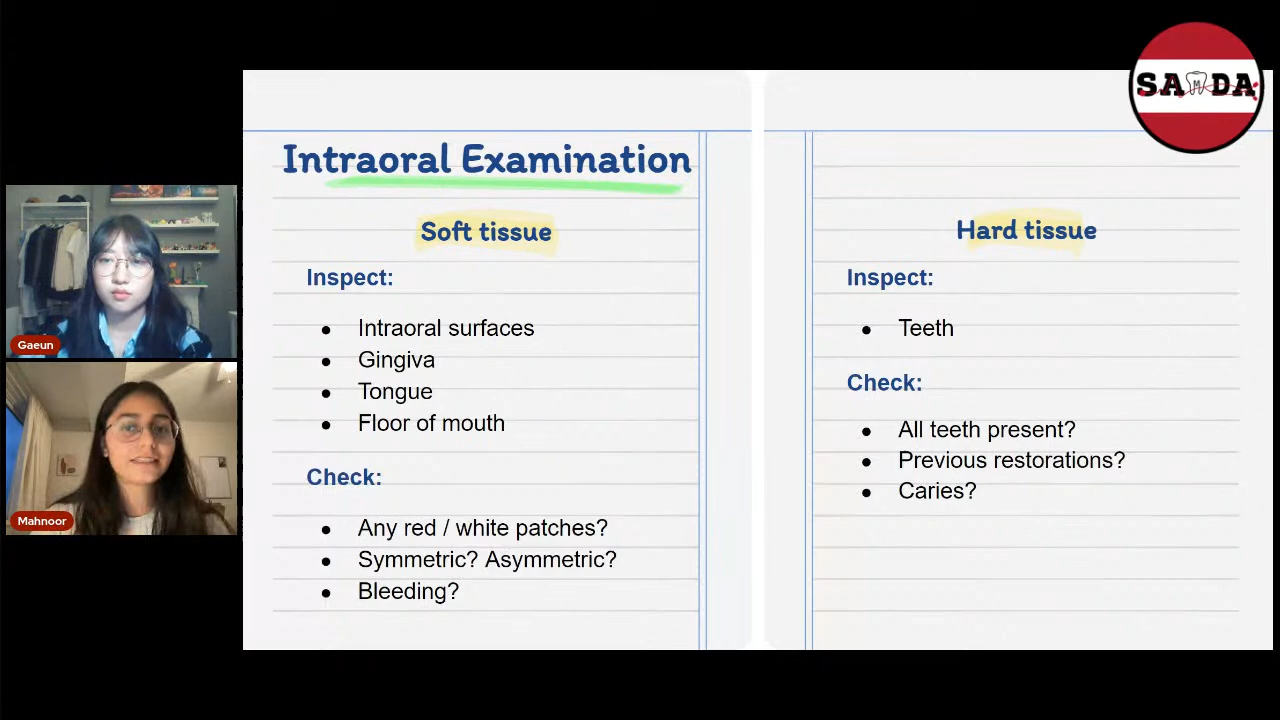 SAMDA
Intraoral Examination
Soft tissue
Inspect:
● Intraoral surfaces
● Gingiva
● Tongue
● Floor of mouth
Check:
● Any red / white patches?
● Symmetric? Asymmetric?
● Bleeding?
Hard tissue
Inspect:
● Teeth
Check:
● All teeth present?
● Previous restorations?
● Caries?
Gaeun
Mahnoor